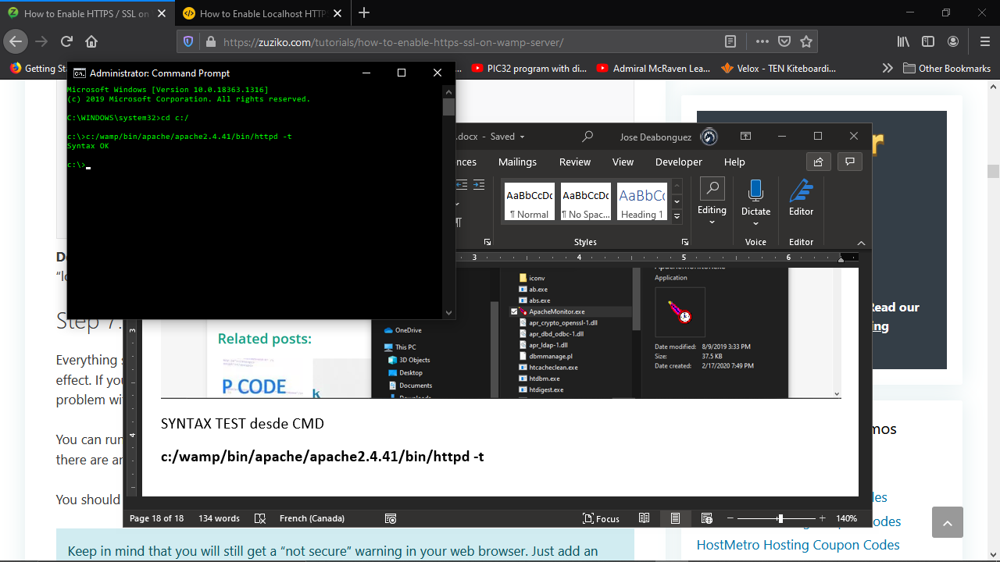 How to Enable HTTPS / SSL on
How to Enable Localhost HTTP
https://zuziko.com/tutorials/how-to-enable-https-ssl-on-wamp-server/
Getting St
PIC32 program with di...
Admiral McRaven Lea...
Velox - TEN Kiteboardi...
Other Bookmarks
Administrator: Command Prompt
Microsoft Windows [Version 10.0.18363.1316]
(c) 2019 Microsoft Corporation. All rights reserved.
C:\WINDOWS\system32>cd c:/
c:\>c:/wamp/bin/apache/apache2.4.41/bin/httpd -t
Syntax OK
c:\>
.docx - Saved
Jose Deabonguez
nces
Mailings
Review
View
Developer
Help
AaBbCcDc
AaBbCcDc
AaBbCc
¶ Normal
¶ No Spac...
Heading 1
Styles
Editing
Dictate
Voice
Editor
Editor
3
4
5
6
iconv
ab.exe
abs.exe
ApacheMonitor.exe
apr_crypto_openssl-1.dll
apr_dbd_odbc-1.dll
apr_ldap-1.dll
dbmmanage.pl
htcacheclean.exe
htdbm.exe
htdigest.exe
ApacheMonitor.exe
Application
Date modified: 8/9/2019 3:33 PM
Size: 37.5 KB
Date created: 2/17/2020 7:49 PM
OneDrive
This PC
3D Objects
Desktop
Documents
Downloads
Related posts:
P CODE
k
SYNTAX TEST desde CMD
c:/wamp/bin/apache/apache2.4.41/bin/httpd -t
3
4
Page 18 of 18
134 words
French (Canada)
Focus
140%
D
“l
Step 7.
Everything s
effect. If you
problem wi
You can run
there are ar
You should
Keep in mind that you will still get a “not secure” warning in your web browser. Just add an
r
Read our
ng
mos
les
Codes
HostMetro Hosting Coupon Codes